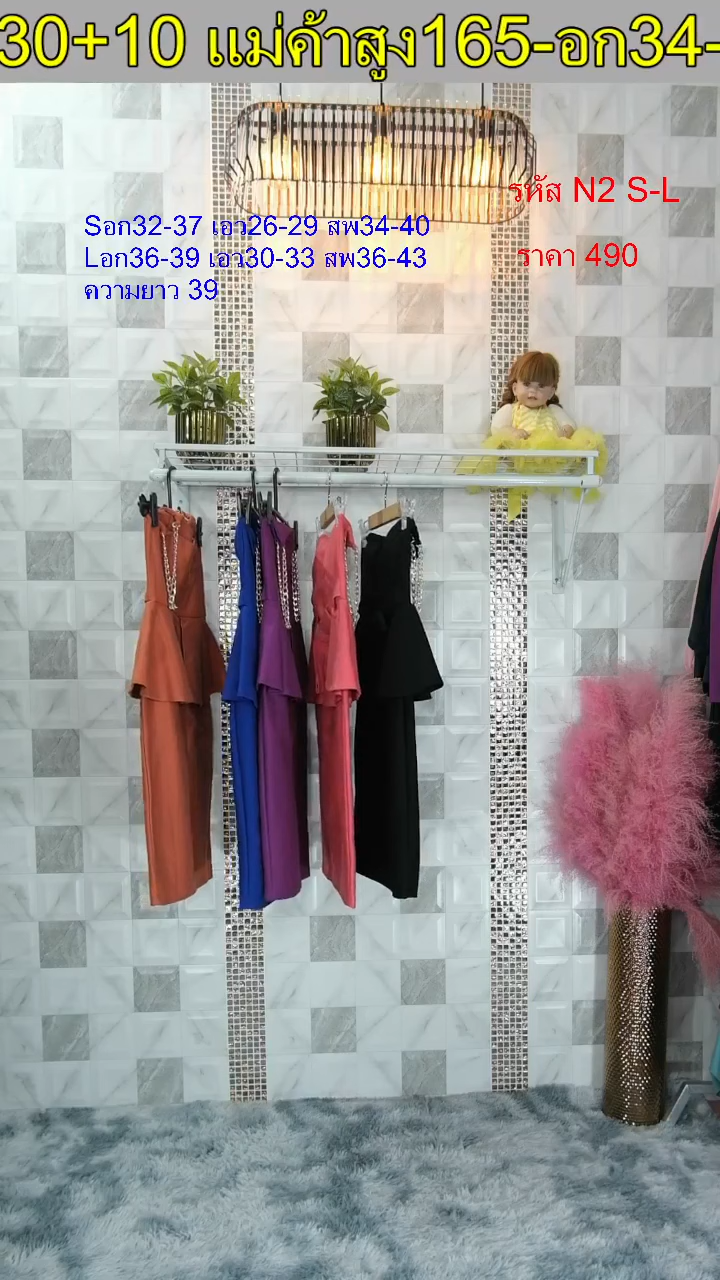 30+10 แม่ค้าสูง165-อก34-
รหัส N2 S-L
Sอก32-37 เอว26-29 สพ34-40
Lอก36-39 เอว30-33 สพ36-43
ราคา 490
ความยาว 39